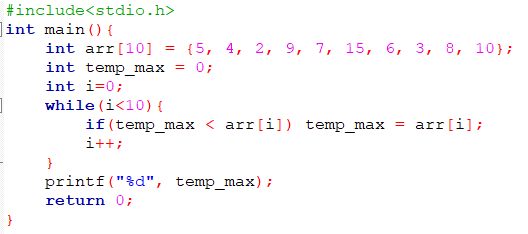 #include<stdio.h>
int main(){
    int arr[10] = {5, 4, 2, 9, 7, 15, 6, 3, 8, 10};
    int temp_max = 0;
    int i=0;
    while(i<10){
        if(temp_max < arr[i]) temp_max = arr[i];
        i++;
    }
    printf("%d", temp_max);
    return 0;
}